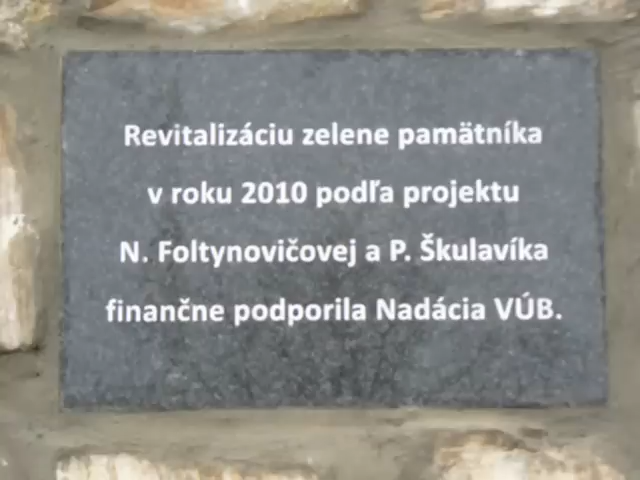 Revitalizáciu zelene pamätníka
v roku 2010 podľa projektu
N. Foltynovičovej a P. Škulavíka
finančne podporila Nadácia VÚB.